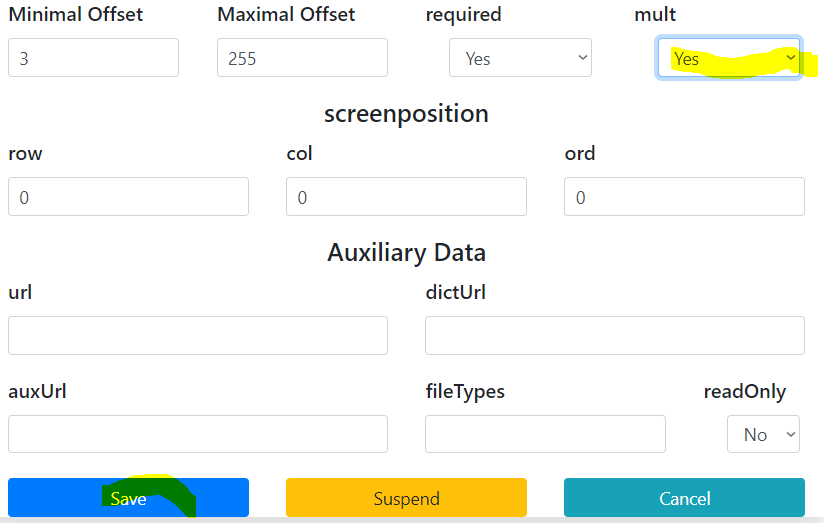 Minimal Offset Maximal Offset required mult
3 255 Yes Yes
screenposition
row col ord
0 0 0
Auxiliary Data
url dictUrl
auxUrl fileTypes readOnly
No
Save Suspend Cancel